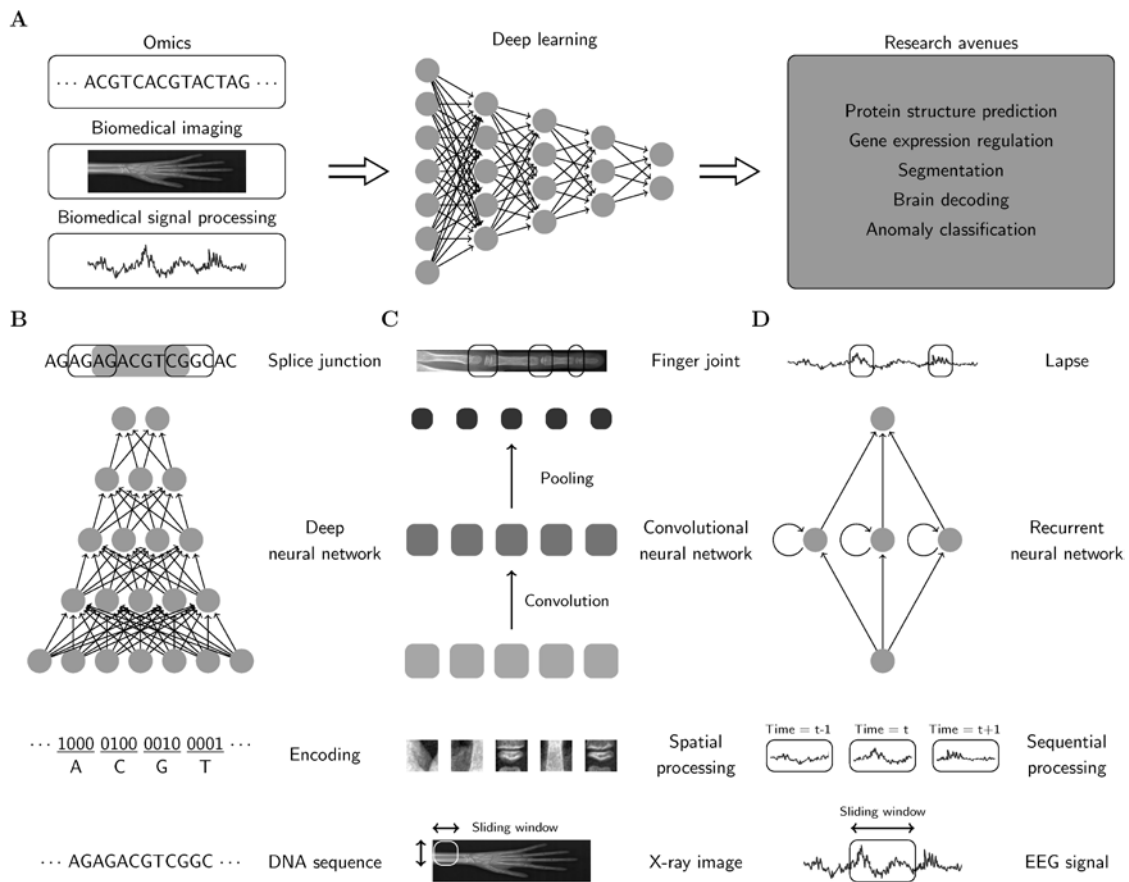 A
Omics
··· ACGTCACGTACTAG ···
Biomedical imaging
Biomedical signal processing
Deep learning
Research avenues
Protein structure prediction
Gene expression regulation
Segmentation
Brain decoding
Anomaly classification
B
AGAGAGACGTCGGCAC
Splice junction
Deep
neural network
··· 1000 0100 0010 0001 ···
A C G T
Encoding
··· AGAGACGTCGGC ···
DNA sequence
C
Finger joint
Pooling
Convolutional
neural network
Convolution
Spatial
processing
Sliding window
X-ray image
D
Lapse
Recurrent
neural network
Time = t-1 Time = t Time = t+1
Sequential
processing
Sliding window
EEG signal